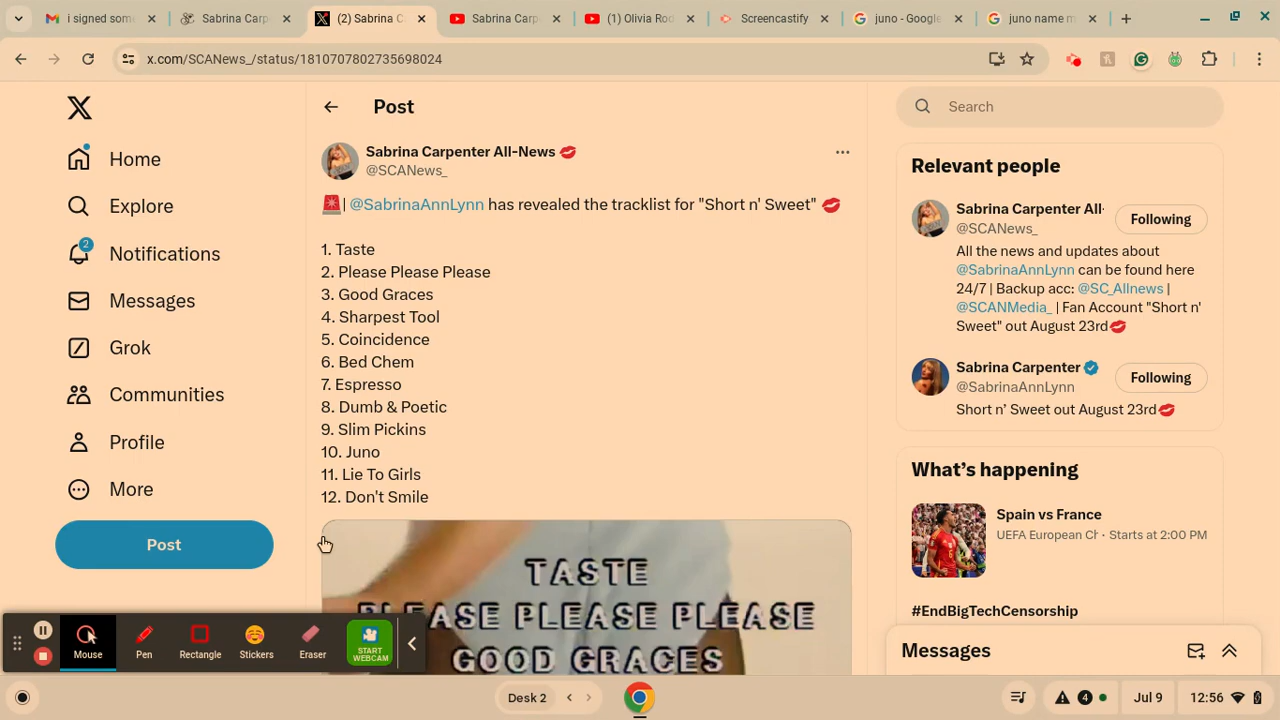 i signed som
Sabrina Carp
(2) Sabrina C
Sabrina Carp
(1) Olivia Rod
Screencastify
juno - Google
juno name m
x.com/SCANews_/status/1810707802735698024
Post
Search
Home
Explore
2
Notifications
Messages
Grok
Communities
Profile
More
Post
Sabrina Carpenter All-News 💋
@SCANews_
🚨| @SabrinaAnnLynn has revealed the tracklist for "Short n' Sweet" 💋
1. Taste
2. Please Please Please
3. Good Graces
4. Sharpest Tool
5. Coincidence
6. Bed Chem
7. Espresso
8. Dumb & Poetic
9. Slim Pickins
10. Juno
11. Lie To Girls
12. Don't Smile
TASTE
PLEASE PLEASE PLEASE
GOOD GRACES
Relevant people
Sabrina Carpenter All-
@SCANews_
Following
All the news and updates about
@SabrinaAnnLynn can be found here
24/7 | Backup acc: @SC_Allnews |
@SCANMedia_ | Fan Account "Short n'
Sweet" out August 23rd💋
Sabrina Carpenter
@SabrinaAnnLynn
Following
Short n' Sweet out August 23rd💋
What's happening
Spain vs France
UEFA European Ch · Starts at 2:00 PM
#EndBigTechCensorship
Messages
Mouse
Pen
Rectangle
Stickers
Eraser
START
WEBCAM
Desk 2
4
Jul 9
12:56